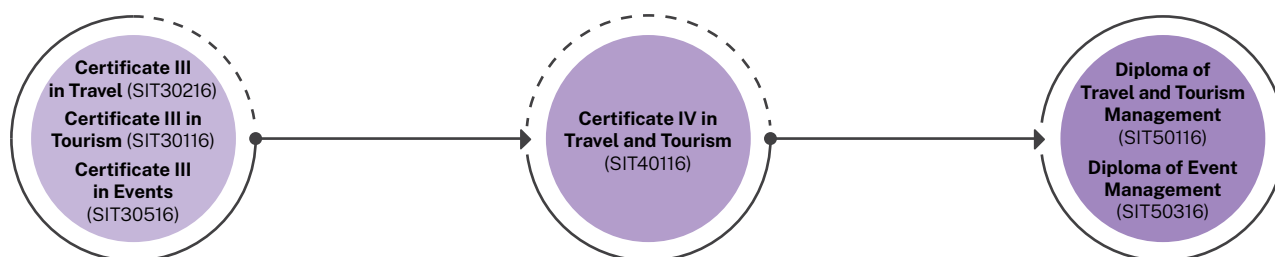 Certificate III
in Travel (SIT30216)
Certificate III in
Tourism (SIT30116)
Certificate III
in Events
(SIT30516)
Certificate IV in
Travel and Tourism
(SIT40116)
Diploma of
Travel and Tourism
Management
(SIT50116)
Diploma of Event
Management
(SIT50316)